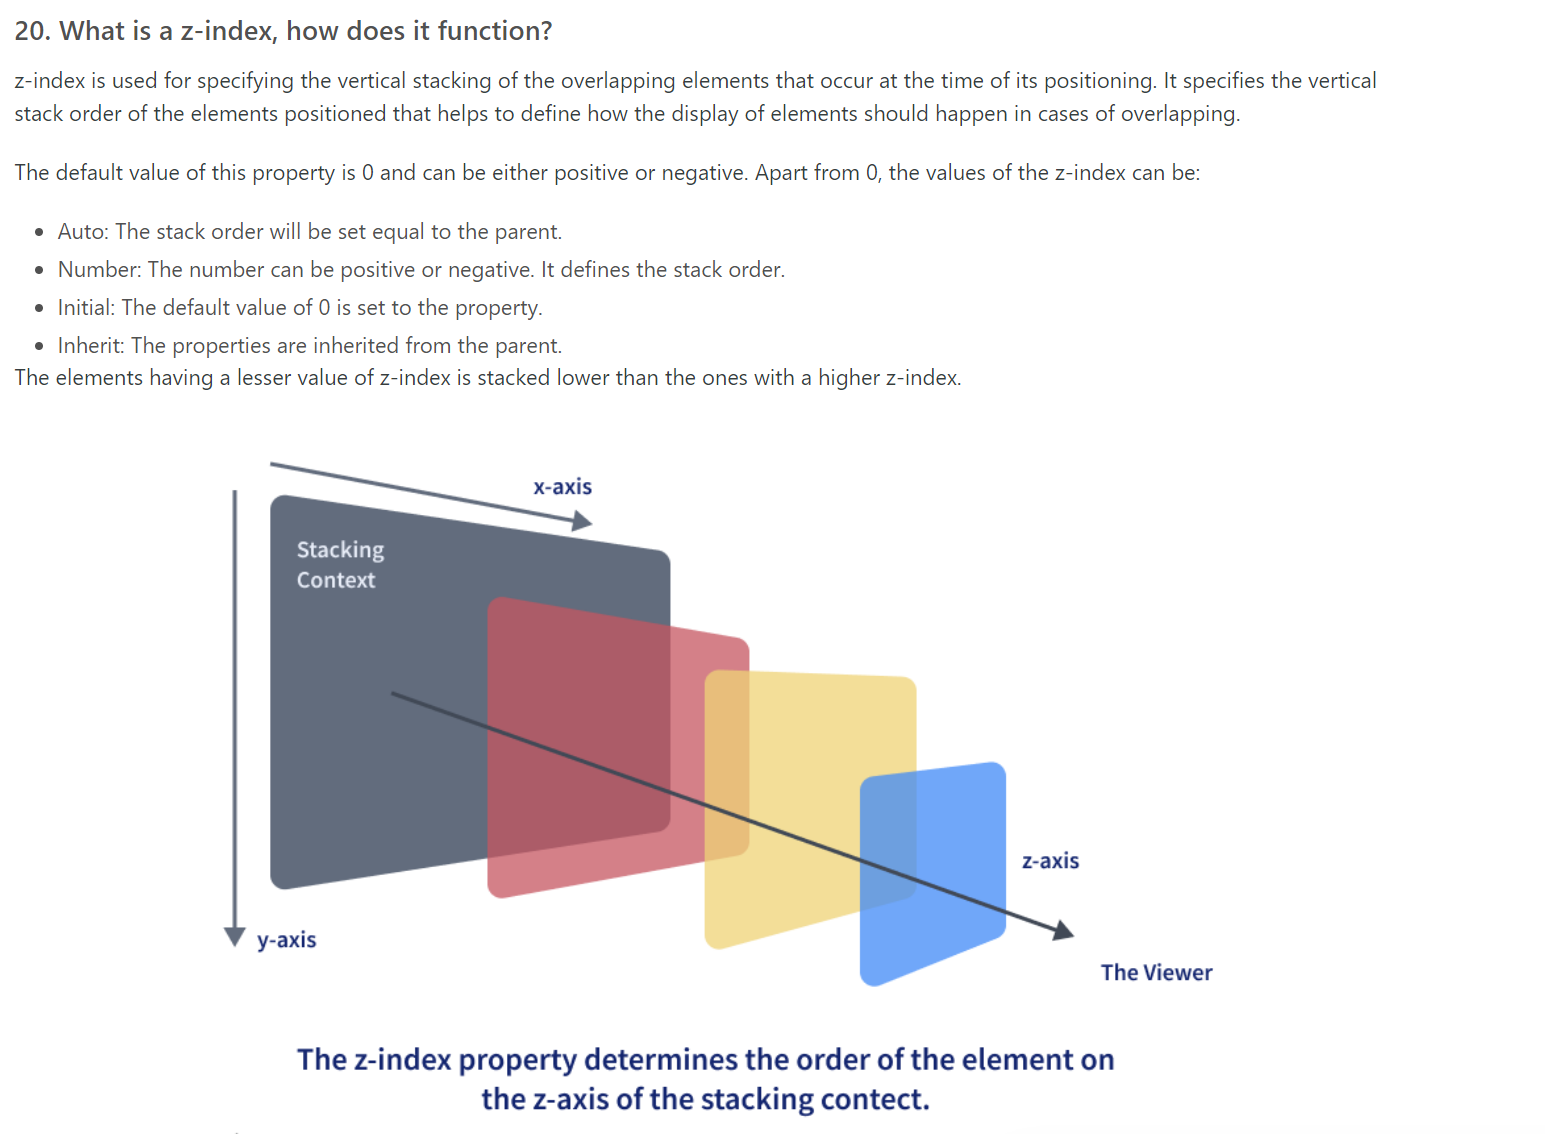 20. What is a z-index, how does it function?
z-index is used for specifying the vertical stacking of the overlapping elements that occur at the time of its positioning. It specifies the vertical
stack order of the elements positioned that helps to define how the display of elements should happen in cases of overlapping.
The default value of this property is 0 and can be either positive or negative. Apart from 0, the values of the z-index can be:
• Auto: The stack order will be set equal to the parent.
• Number: The number can be positive or negative. It defines the stack order.
• Initial: The default value of 0 is set to the property.
• Inherit: The properties are inherited from the parent.
The elements having a lesser value of z-index is stacked lower than the ones with a higher z-index.
x-axis
Stacking
Context
z-axis
y-axis
The Viewer
The z-index property determines the order of the element on
the z-axis of the stacking contect.